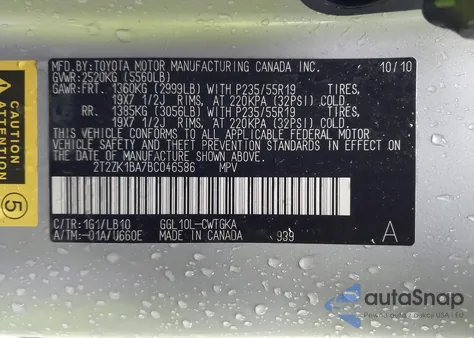 MFD.BY:TOYOTA MOTOR MANUFACTURING CANADA INC. 10/10
GVWR:2520KG (5560LB)
GAWR:FRT. 1360KG (2999LB) WITH P235/55R19 TIRES,
19X7 1/2J RIMS, AT 220KPA (32PSI) COLD
RR. 1385KG (3056LB) WITH P235/55R19 TIRES,
19X7 1/2J RIMS, AT 220KPA (32PSI) COLD
THIS VEHICLE CONFORMS TO ALL APPLICABLE FEDERAL MOTOR
VEHICLE SAFETY AND THEFT PREVENTION STANDARDS IN EFFECT
ON THE DATE OF MANUFACTURE SHOWN ABOVE.
2T2ZK1BA7BC046586 MPV
C/TR:1G1/LB10 GGL10L-CWTGKA
A/TM:-01A/U660E MADE IN CANADA 939 A
5
autoSnap